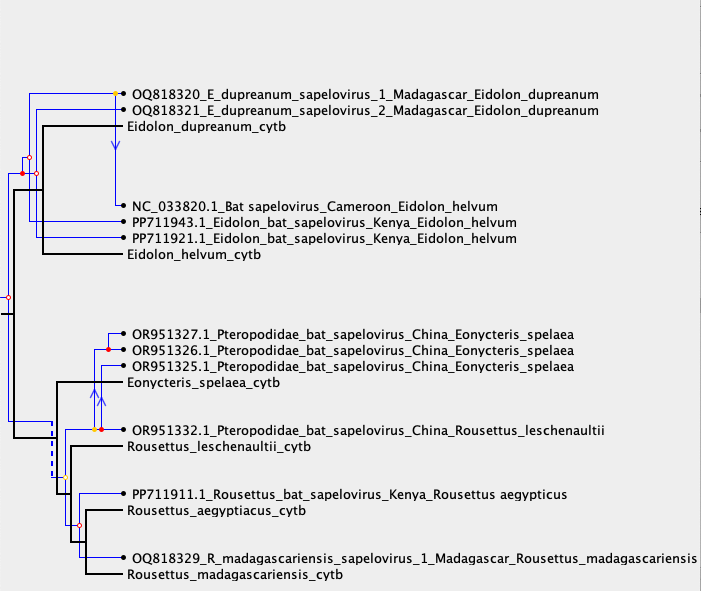 OQ818320_E_dupreanum_sapelovirus_1_Madagascar_Eidolon_dupreanum
OQ818321_E_dupreanum_sapelovirus_2_Madagascar_Eidolon_dupreanum
Eidolon_dupreanum_cytb
NC_033820.1_Bat sapelovirus_Cameroon_Eidolon_helvum
PP711943.1_Eidolon_bat_sapelovirus_Kenya_Eidolon_helvum
PP711921.1_Eidolon_bat_sapelovirus_Kenya_Eidolon_helvum
Eidolon_helvum_cytb
OR951327.1_Pteropodidae_bat_sapelovirus_China_Eonycteris_spelaea
OR951326.1_Pteropodidae_bat_sapelovirus_China_Eonycteris_spelaea
OR951325.1_Pteropodidae_bat_sapelovirus_China_Eonycteris_spelaea
Eonycteris_spelaea_cytb
OR951332.1_Pteropodidae_bat_sapelovirus_China_Rousettus_leschenaultii
Rousettus_leschenaultii_cytb
PP711911.1_Rousettus_bat_sapelovirus_Kenya_Rousettus aegypticus
Rousettus_aegyptiacus_cytb
OQ818329_R_madagascariensis_sapelovirus_1_Madagascar_Rousettus_madagascariensis
Rousettus_madagascariensis_cytb